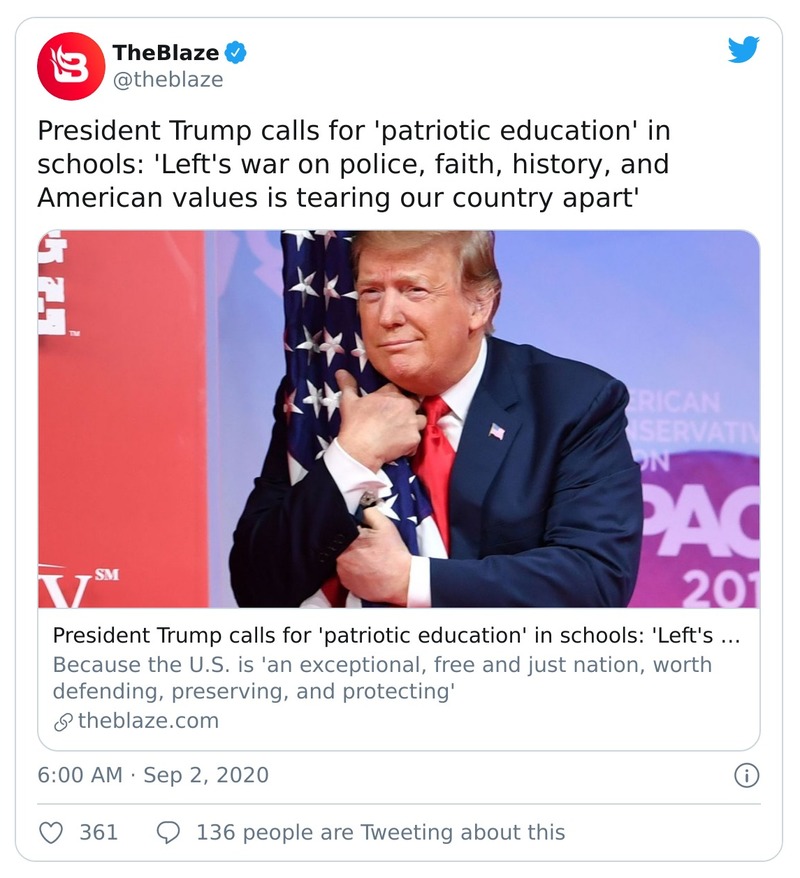 TheBlaze
@theblaze
President Trump calls for 'patriotic education' in
schools: 'Left's war on police, faith, history, and
American values is tearing our country apart'
TM
V SM
ERICAN
NSERVATIV
ON
PAC
201
President Trump calls for 'patriotic education' in schools: 'Left's ...
Because the U.S. is 'an exceptional, free and just nation, worth
defending, preserving, and protecting'
theblaze.com
6:00 AM · Sep 2, 2020
361
136 people are Tweeting about this